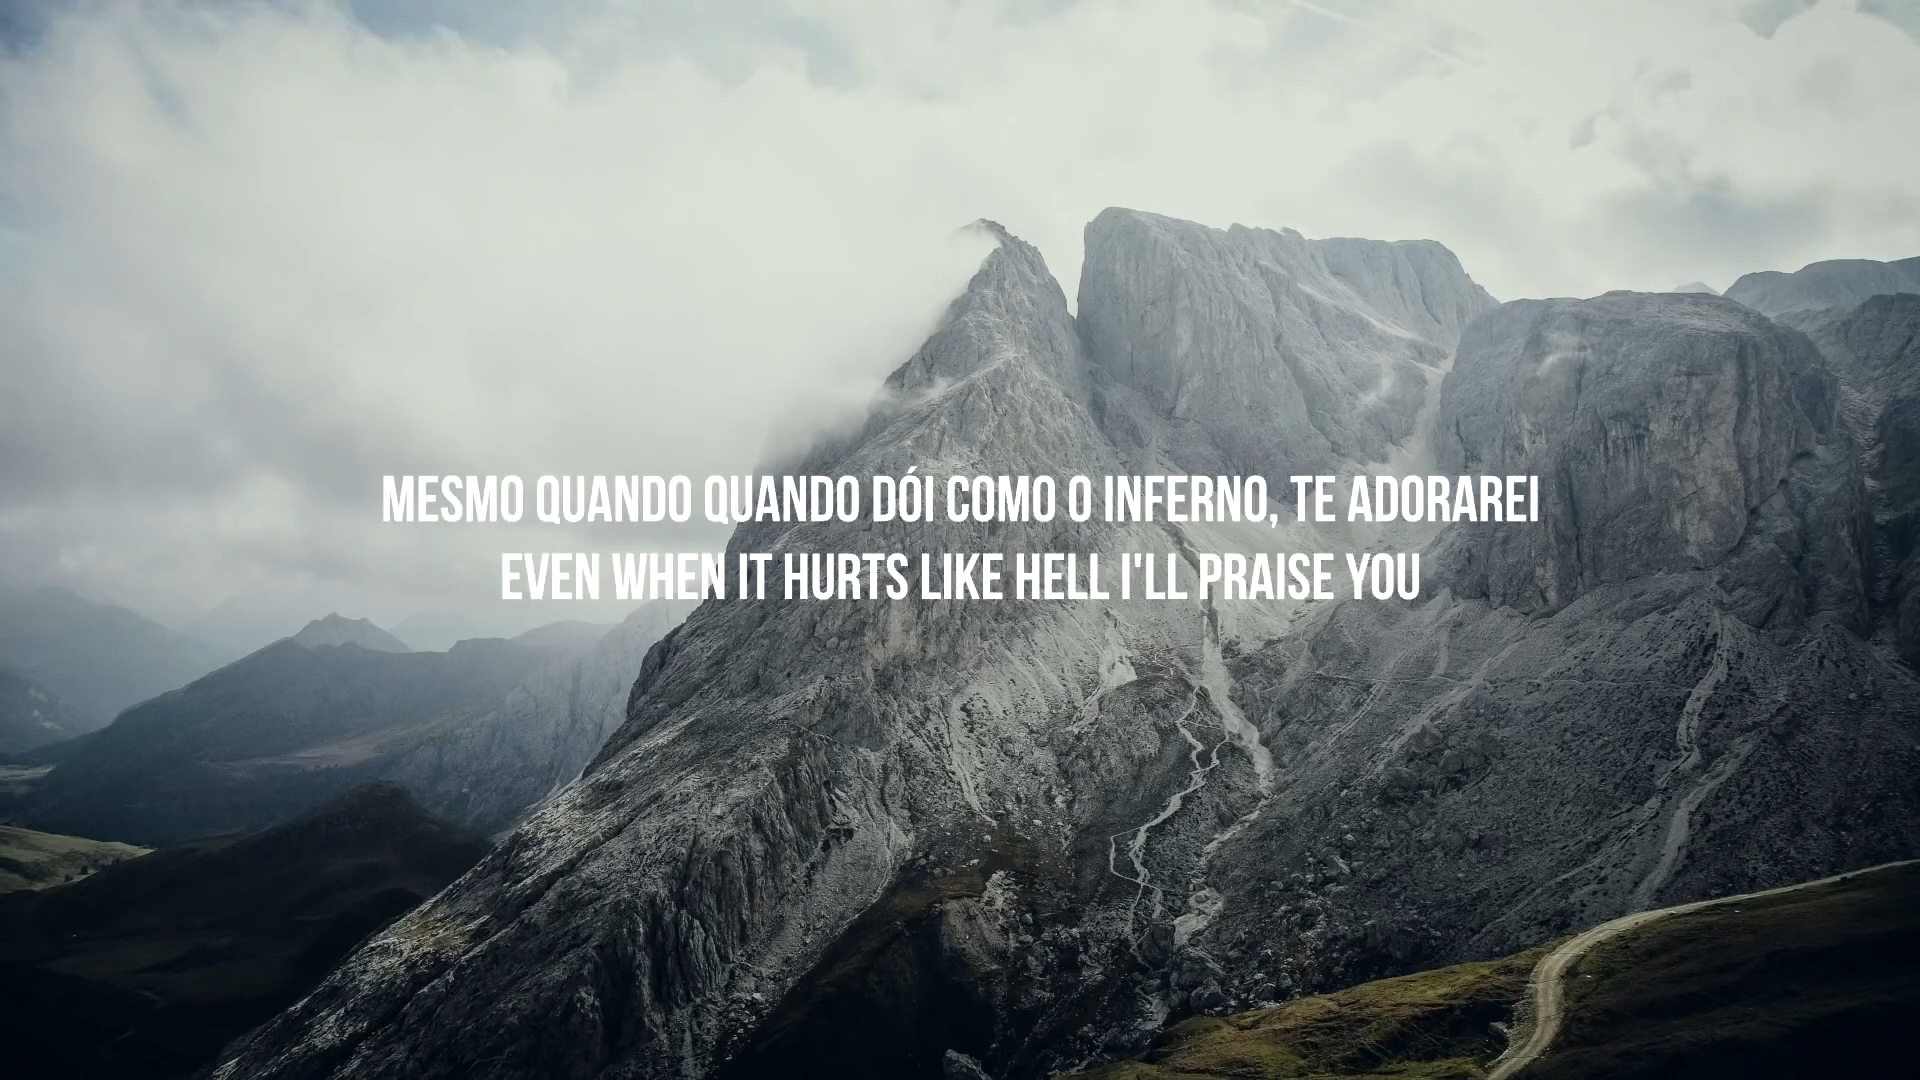 MESMO QUANDO QUANDO DÓI COMO O INFERNO, TE ADORAREI
EVEN WHEN IT HURTS LIKE HELL I'LL PRAISE YOU